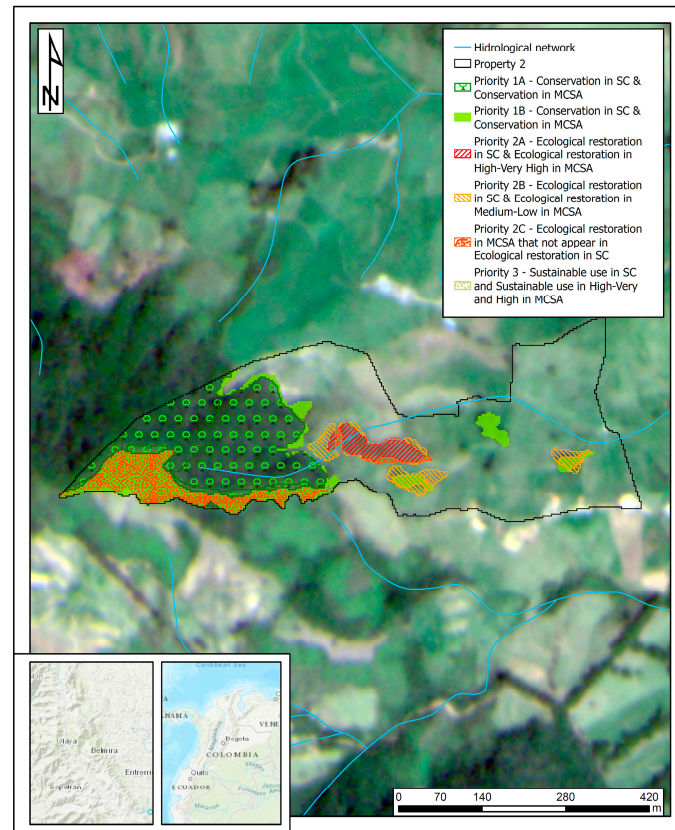 N
Hidrological network
Property 2
Priority 1A - Conservation in SC &
Conservation in MCSA
Priority 1B - Conservation in SC &
Conservation in MCSA
Priority 2A - Ecological restoration
in SC & Ecological restoration in
High-Very High in MCSA
Priority 2B - Ecological restoration
in SC & Ecological restoration in
Medium-Low in MCSA
Priority 2C - Ecological restoration
in MCSA that not appear in
Ecological restoration in SC
Priority 3 - Sustainable use in SC
and Sustainable use in High-Very
and High in MCSA
Olaya
Belmira
Entrerri
Sopetrán
Caribbean Sea
NAMA
VEN
Bogota
COLOMBIA
Quito
ECUADOR
0 70 140 280 420
m